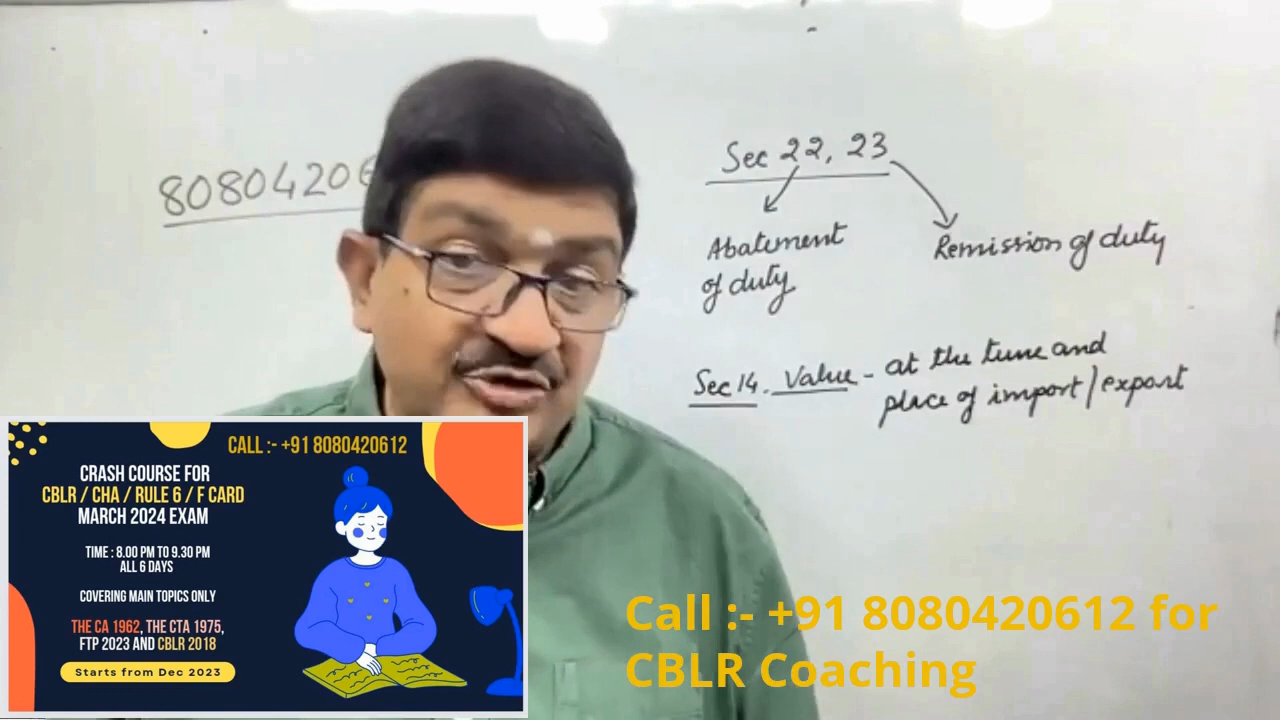 80804206
Sec 22, 23
Abatement
of duty
Remission of duty
Sec 14. Value - at the time and
place of import/export
CALL :- +91 8080420612
CRASH COURSE FOR
CBLR / CHA / RULE 6 / F CARD
MARCH 2024 EXAM
TIME : 8.00 PM TO 9.30 PM
ALL 6 DAYS
COVERING MAIN TOPICS ONLY
THE CA 1962, THE CTA 1975,
FTP 2023 AND CBLR 2018
Starts from Dec 2023
Call :- +91 8080420612 for
CBLR Coaching